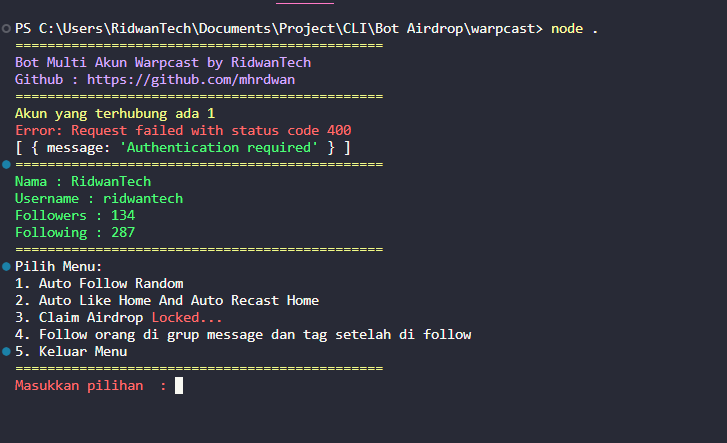 PS C:\Users\RidwanTech\Documents\Project\CLI\Bot Airdrop\warpcast> node .
============================================
Bot Multi Akun Warpcast by RidwanTech
Github : https://github.com/mhrdwan
============================================
Akun yang terhubung ada 1
Error: Request failed with status code 400
[ { message: 'Authentication required' } ]
============================================
Nama : RidwanTech
Username : ridwantech
Followers : 134
Following : 287
============================================
Pilih Menu:
1. Auto Follow Random
2. Auto Like Home And Auto Recast Home
3. Claim Airdrop Locked...
4. Follow orang di grup message dan tag setelah di follow
5. Keluar Menu
============================================
Masukkan pilihan  :